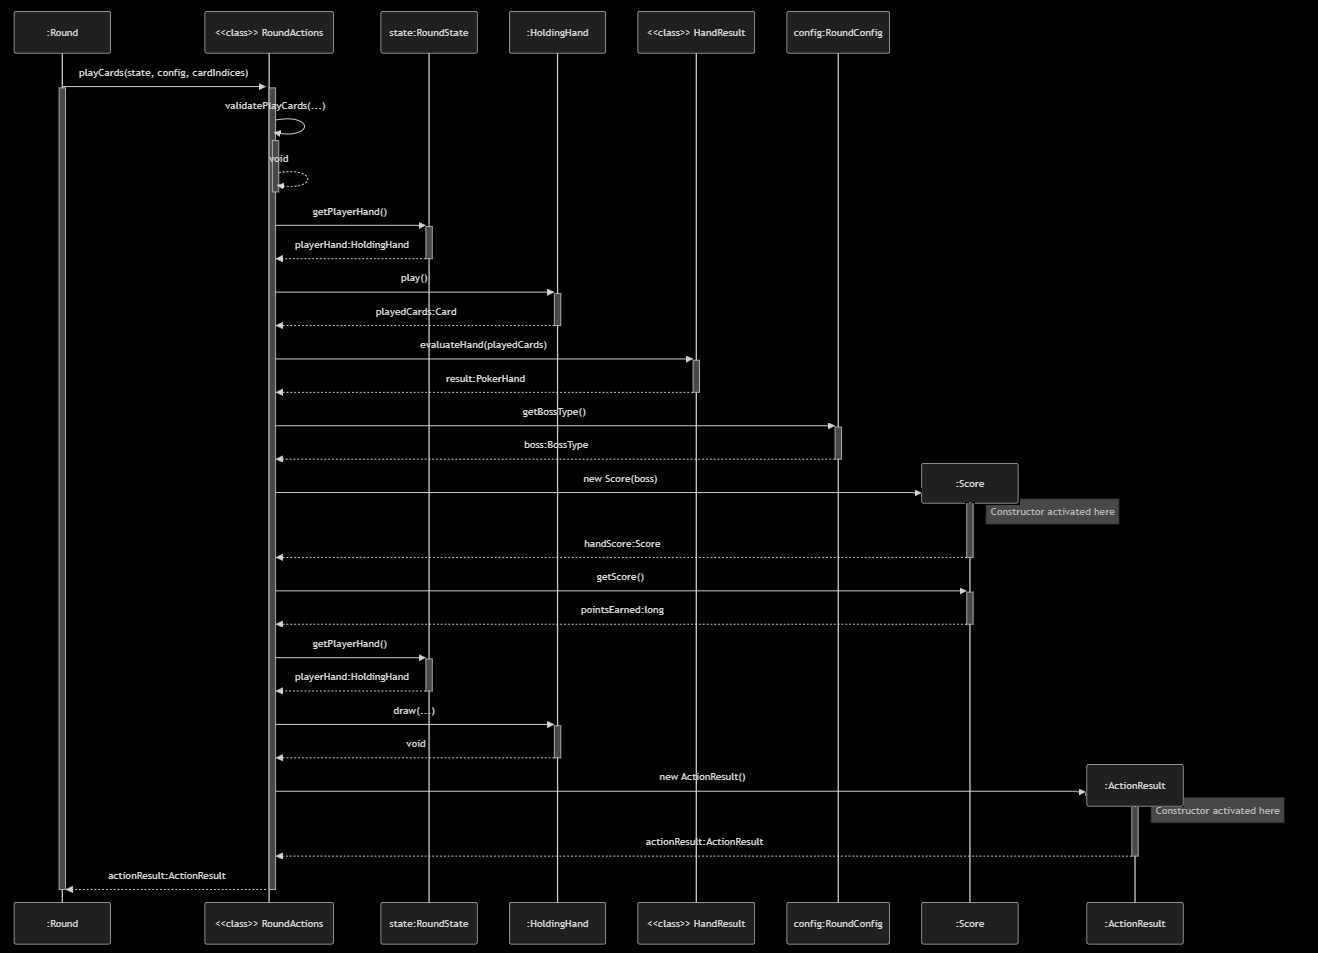 :Round
<<class>> RoundActions
state:RoundState
:HoldingHand
<<class>> HandResult
config:RoundConfig
playCards(state, config, cardIndices)
validatePlayCards(...)
void
getPlayerHand()
playerHand:HoldingHand
play()
playedCards:Card
evaluateHand(playedCards)
result:PokerHand
getBossType()
boss:BossType
new Score(boss)
:Score
Constructor activated here
handScore:Score
getScore()
pointsEarned:long
getPlayerHand()
playerHand:HoldingHand
draw(...)
void
new ActionResult()
:ActionResult
Constructor activated here
actionResult:ActionResult
actionResult:ActionResult
:Round
<<class>> RoundActions
state:RoundState
:HoldingHand
<<class>> HandResult
config:RoundConfig
:Score
:ActionResult